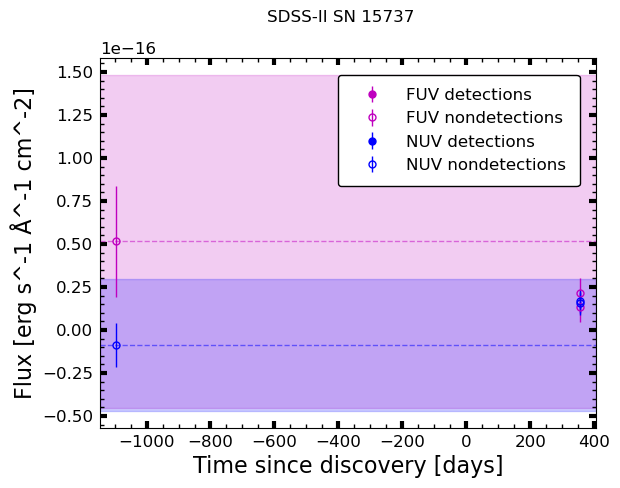 SDSS-II SN 15737
1e−16
1.50
1.25
1.00
0.75
0.50
0.25
0.00
−0.25
−0.50
Flux [erg s^-1 Å^-1 cm^-2]
FUV detections
FUV nondetections
NUV detections
NUV nondetections
−1000 −800 −600 −400 −200 0 200 400
Time since discovery [days]